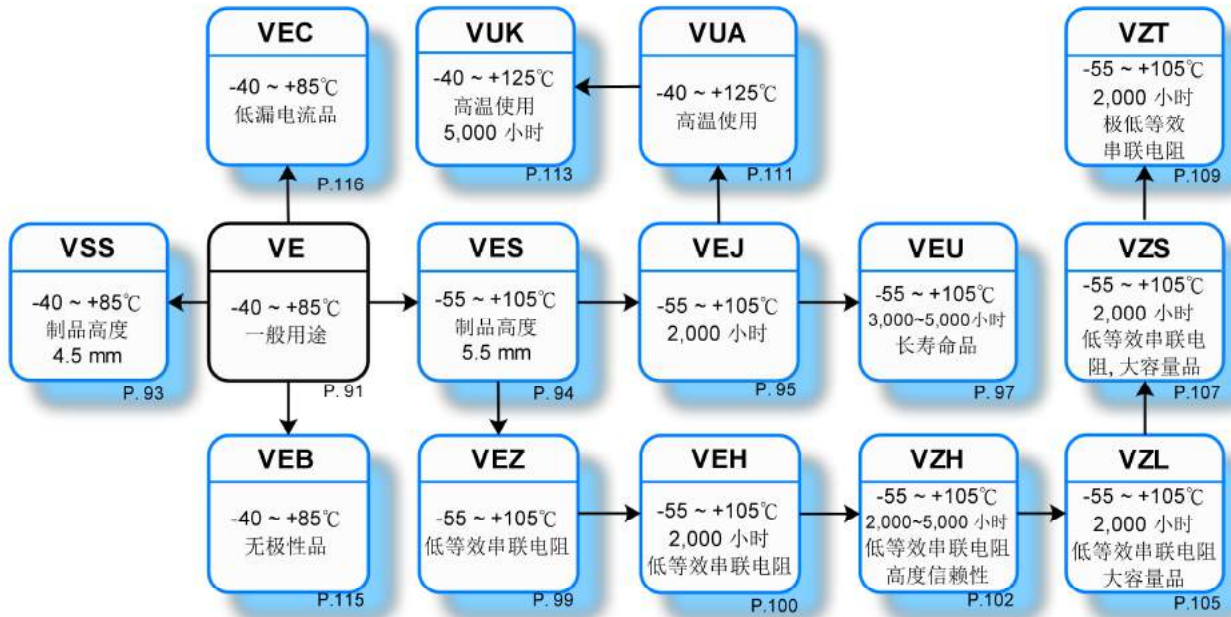 VEC
-40 ~ +85℃
低漏电流品
P.116
VUK
-40 ~ +125℃
高温使用
5,000 小时
P.113
VUA
-40 ~ +125℃
高温使用
P.111
VZT
-55 ~ +105℃
2,000 小时
极低等效
串联电阻
P.109
VSS
-40 ~ +85℃
制品高度
4.5 mm
P. 93
VE
-40 ~ +85℃
一般用途
P. 91
VES
-55 ~ +105℃
制品高度
5.5 mm
P. 94
VEJ
-55 ~ +105℃
2,000 小时
P. 95
VEU
-55 ~ +105℃
3,000~5,000小时
长寿命品
P. 97
VZS
-55 ~ +105℃
2,000 小时
低等效串联电
阻, 大容量品
P.107
VEB
-40 ~ +85℃
无极性品
P.115
VEZ
-55 ~ +105℃
低等效串联电阻
P. 99
VEH
-55 ~ +105℃
2,000 小时
低等效串联电阻
P.100
VZH
-55 ~ +105℃
2,000~5,000 小时
低等效串联电阻
高度信赖性
P.102
VZL
-55 ~ +105℃
2,000 小时
低等效串联电阻
大容量品
P.105